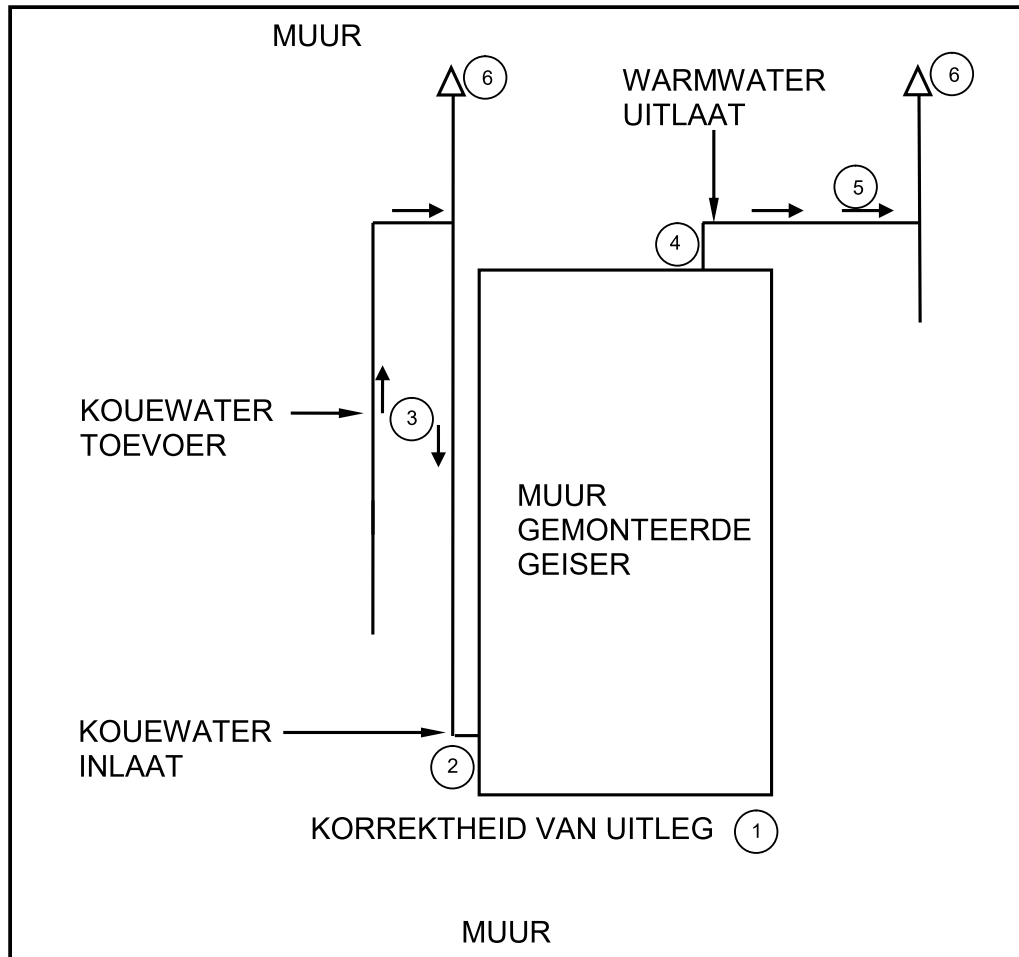 MUUR
6
WARMWATER
UITLAAT
6
5
4
KOUEWATER
TOEVOER
3
MUUR
GEMONTEERDE
GEISER
KOUEWATER
INLAAT
2
KORREKTHEID VAN UITLEG 1
MUUR